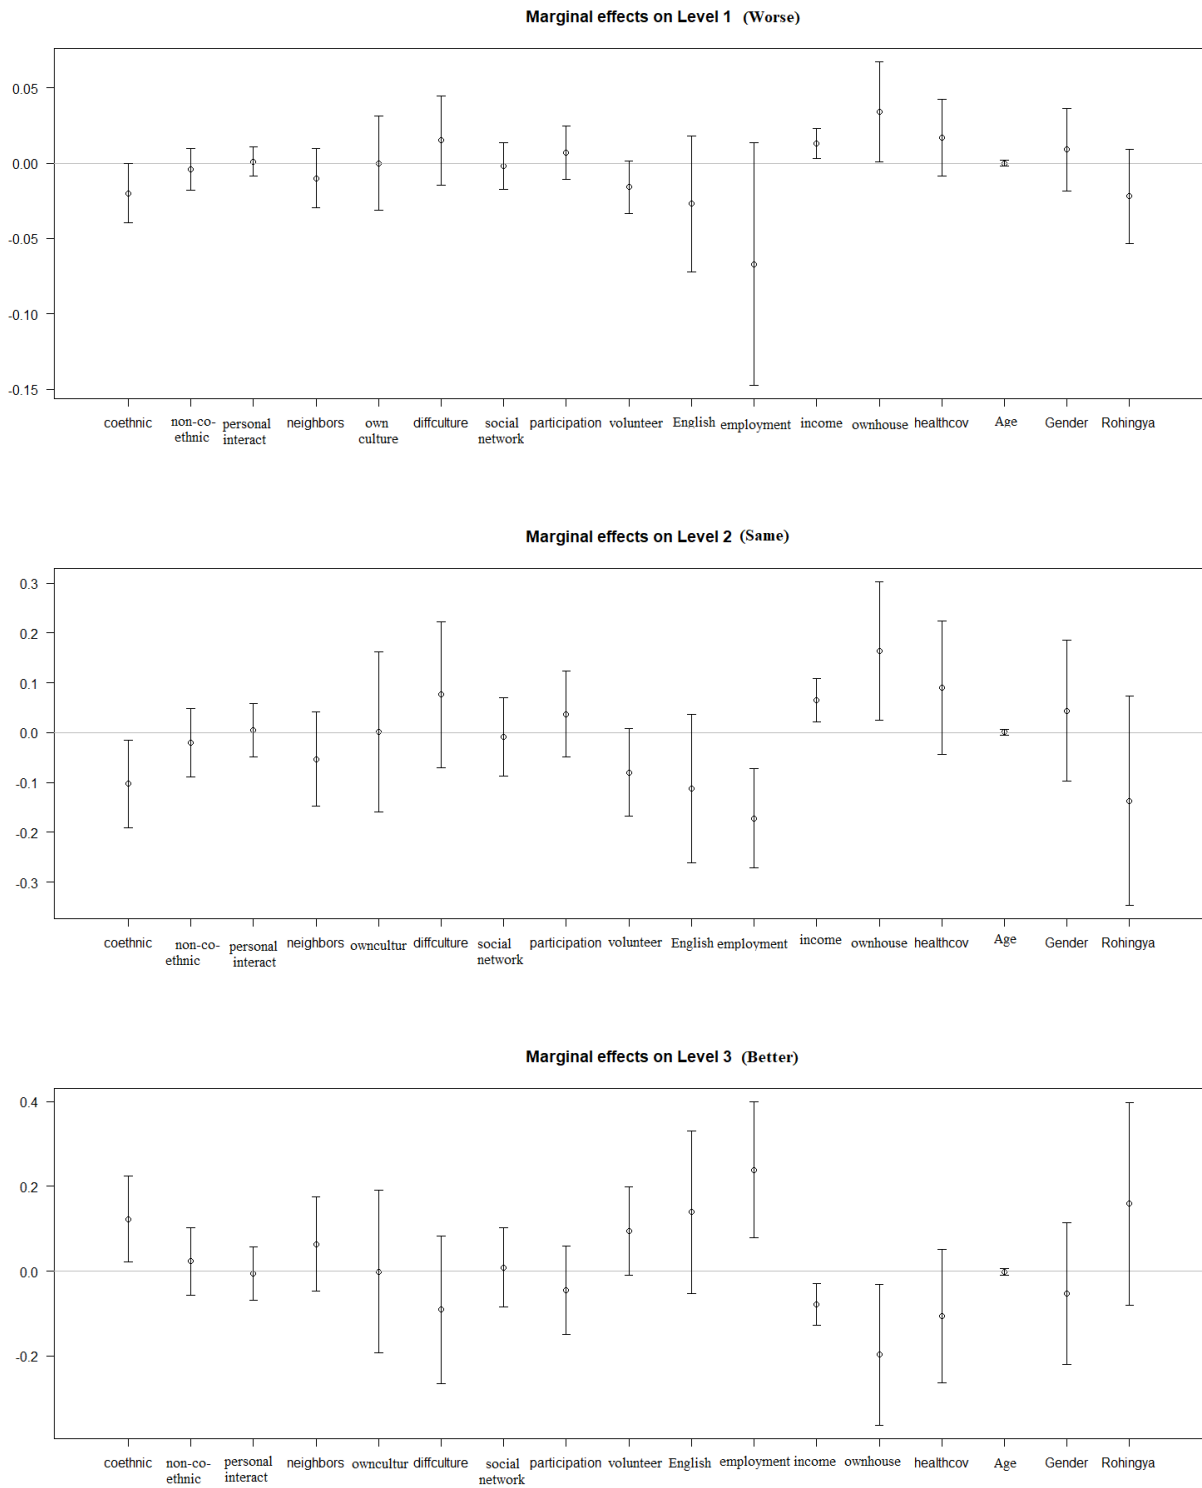 Marginal effects on Level 1 (Worse)
0.05
0.00
-0.05
-0.10
-0.15
coethnic non-co-ethnic personal interact neighbors own culture diffculture social network participation volunteer English employment income ownhouse healthcov Age Gender Rohingya
Marginal effects on Level 2 (Same)
0.3
0.2
0.1
0.0
-0.1
-0.2
-0.3
coethnic non-co-ethnic personal interact neighbors owncultur diffculture social network participation volunteer English employment income ownhouse healthcov Age Gender Rohingya
Marginal effects on Level 3 (Better)
0.4
0.2
0.0
-0.2
coethnic non-co-ethnic personal interact neighbors owncultur diffculture social network participation volunteer English employment income ownhouse healthcov Age Gender Rohingya